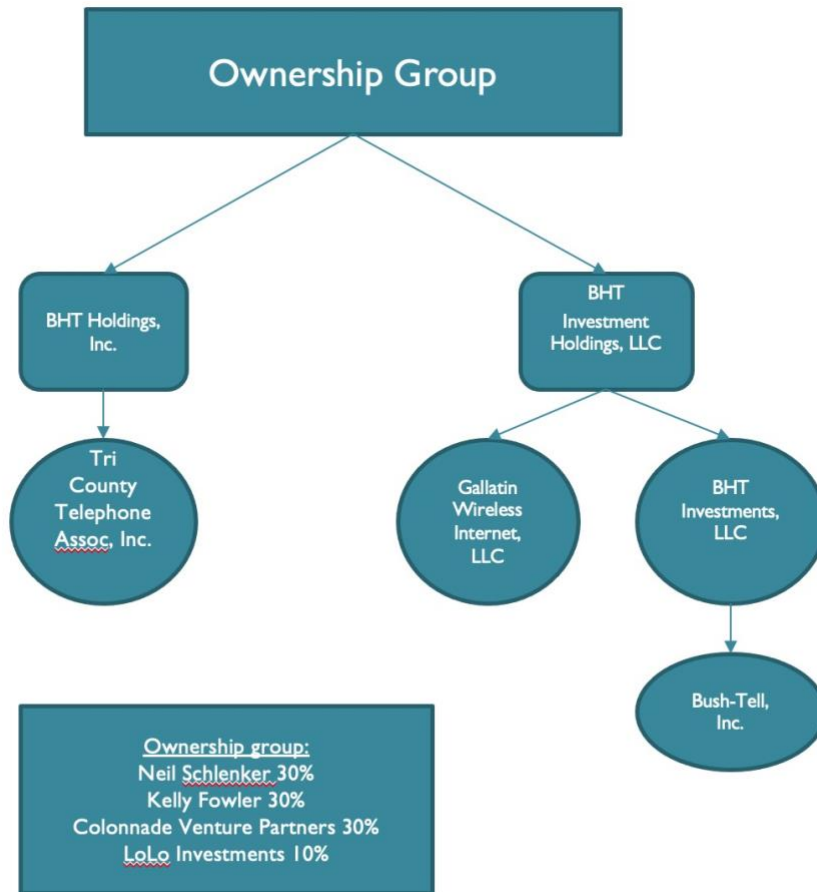 Ownership Group
BHT Holdings,
Inc.
BHT
Investment
Holdings, LLC
Tri
County
Telephone
Assoc, Inc.
Gallatin
Wireless
Internet,
LLC
BHT
Investments,
LLC
Bush-Tell,
Inc.
Ownership group:
Neil Schlenker 30%
Kelly Fowler 30%
Colonnade Venture Partners 30%
LoLo Investments 10%